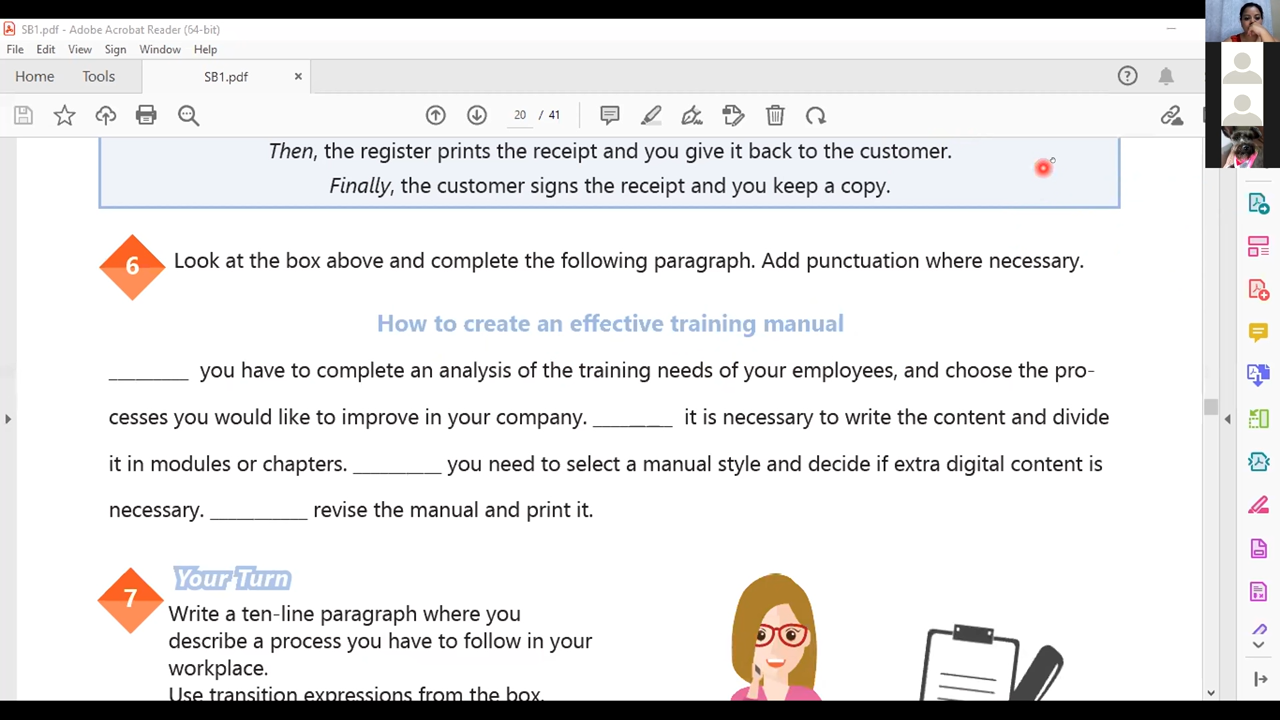 SB1.pdf - Adobe Acrobat Reader (64-bit)
File Edit View Sign Window Help
Home Tools SB1.pdf ×
20 / 41
Then, the register prints the receipt and you give it back to the customer.
Finally, the customer signs the receipt and you keep a copy.
6 Look at the box above and complete the following paragraph. Add punctuation where necessary.
How to create an effective training manual
_________ you have to complete an analysis of the training needs of your employees, and choose the pro-
cesses you would like to improve in your company. _________ it is necessary to write the content and divide
it in modules or chapters. __________ you need to select a manual style and decide if extra digital content is
necessary. ___________ revise the manual and print it.
7 Your Turn
Write a ten-line paragraph where you
describe a process you have to follow in your
workplace.
Use transition expressions from the box.